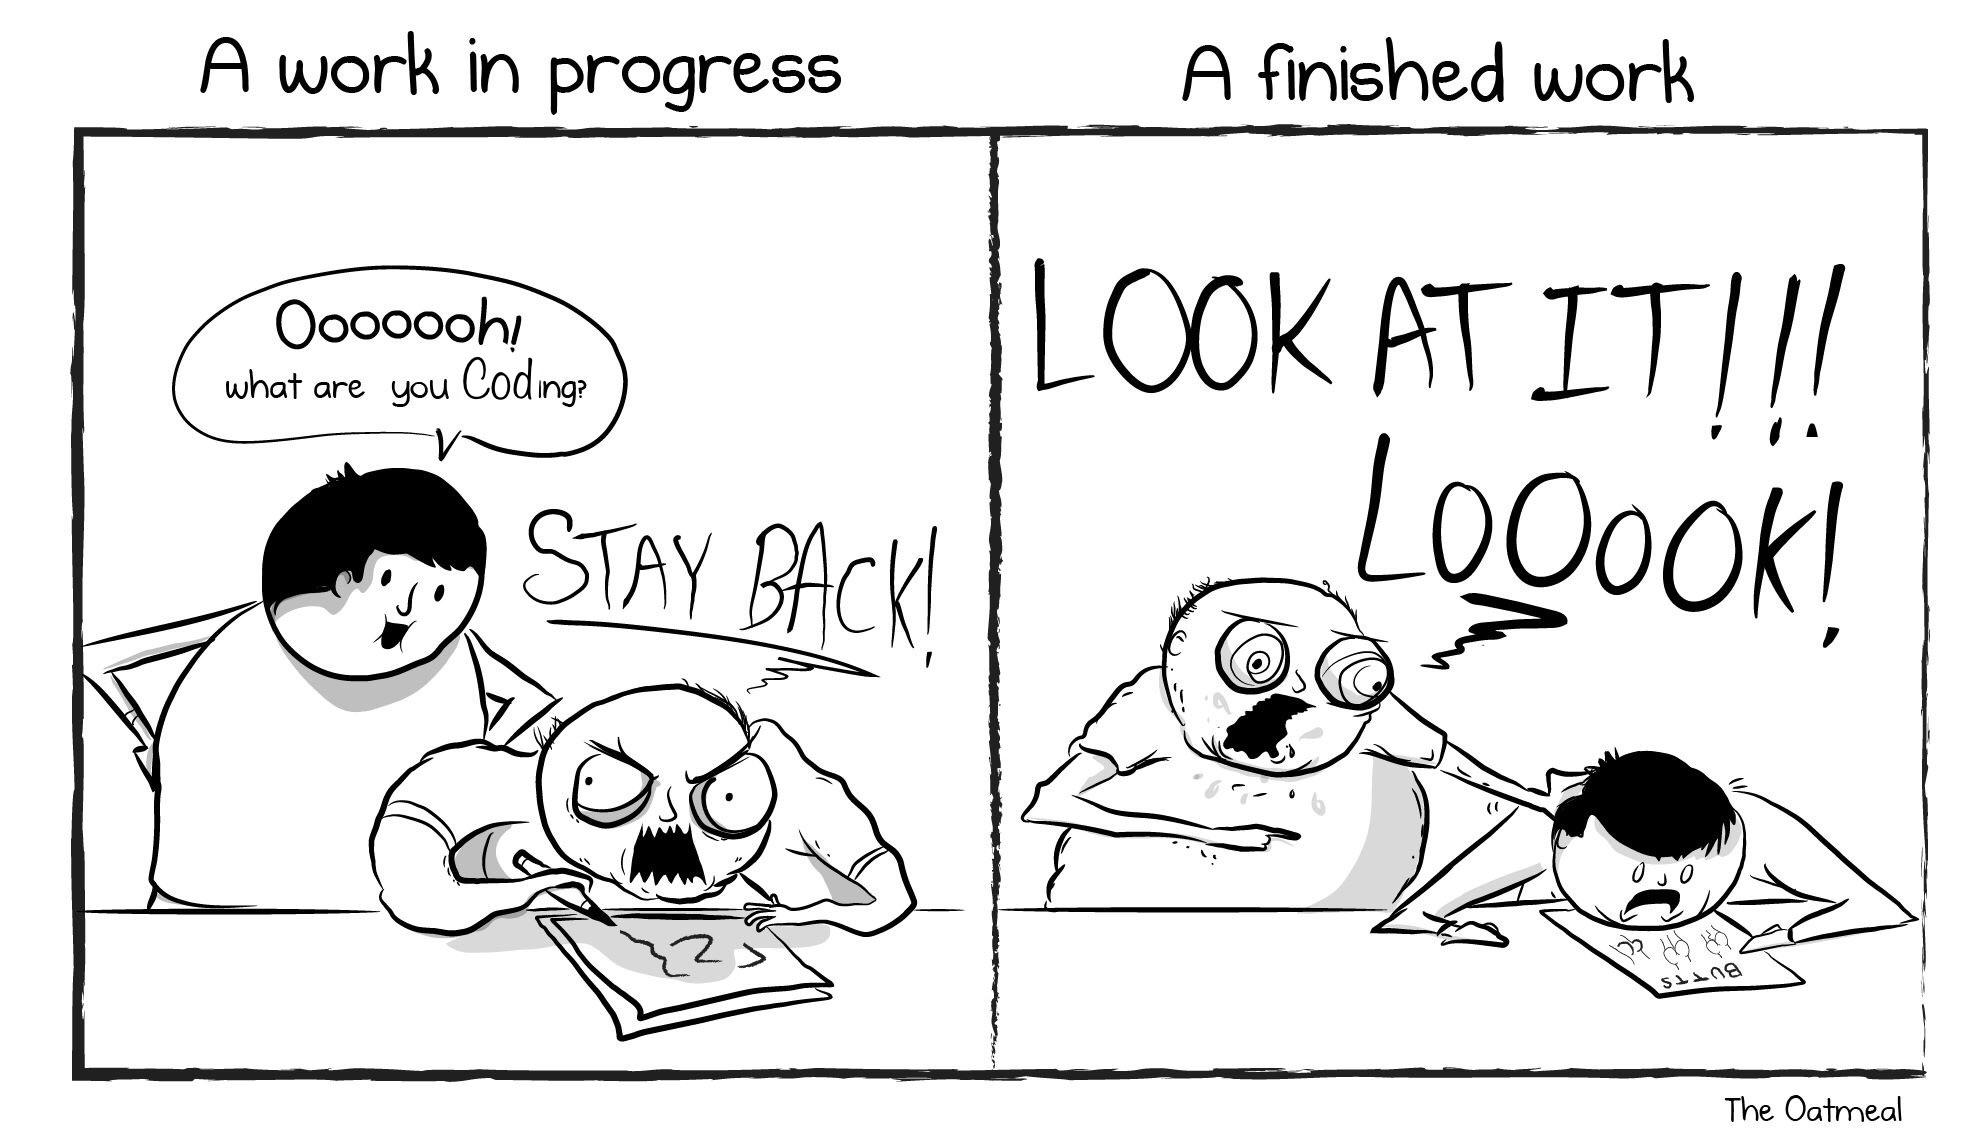 A work in progress
A finished work
Ooooooh!
what are you Coding?
STAY BACK!
LOOK AT IT!!!
LOOOOK!
BUTTS
The Oatmeal